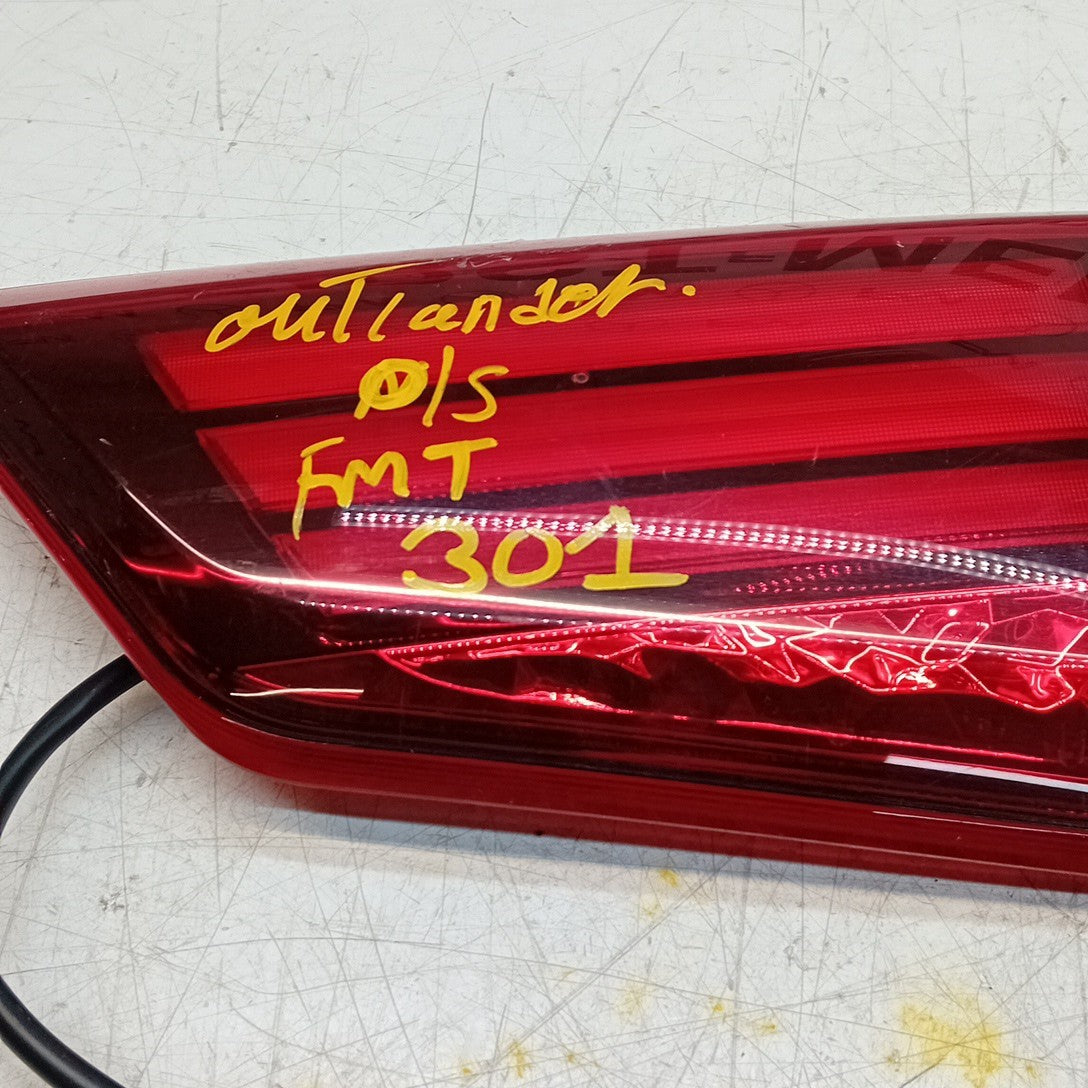 outlander.
O/S
FMT
301